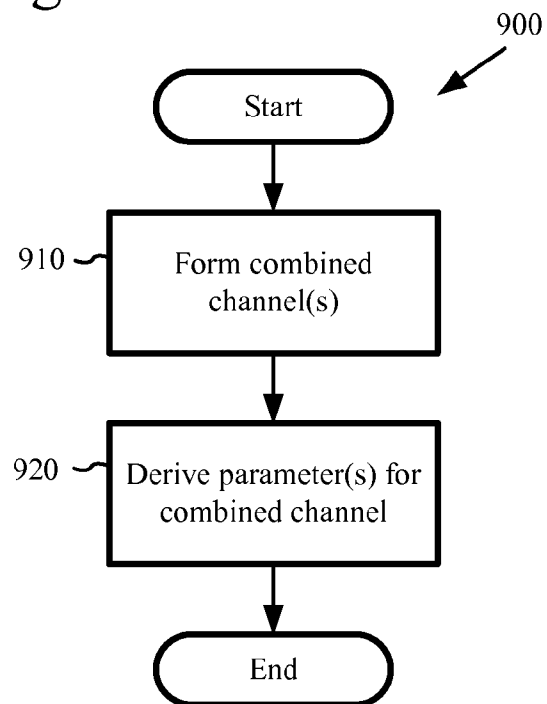 900
Start
910
Form combined
channel(s)
920
Derive parameter(s) for
combined channel
End